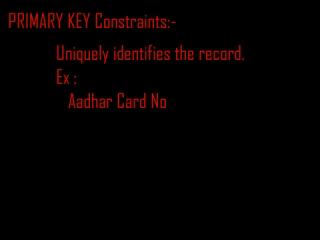 PRIMARY KEY Constraints:-
Uniquely identifies the record.
Ex :
Aadhar Card No